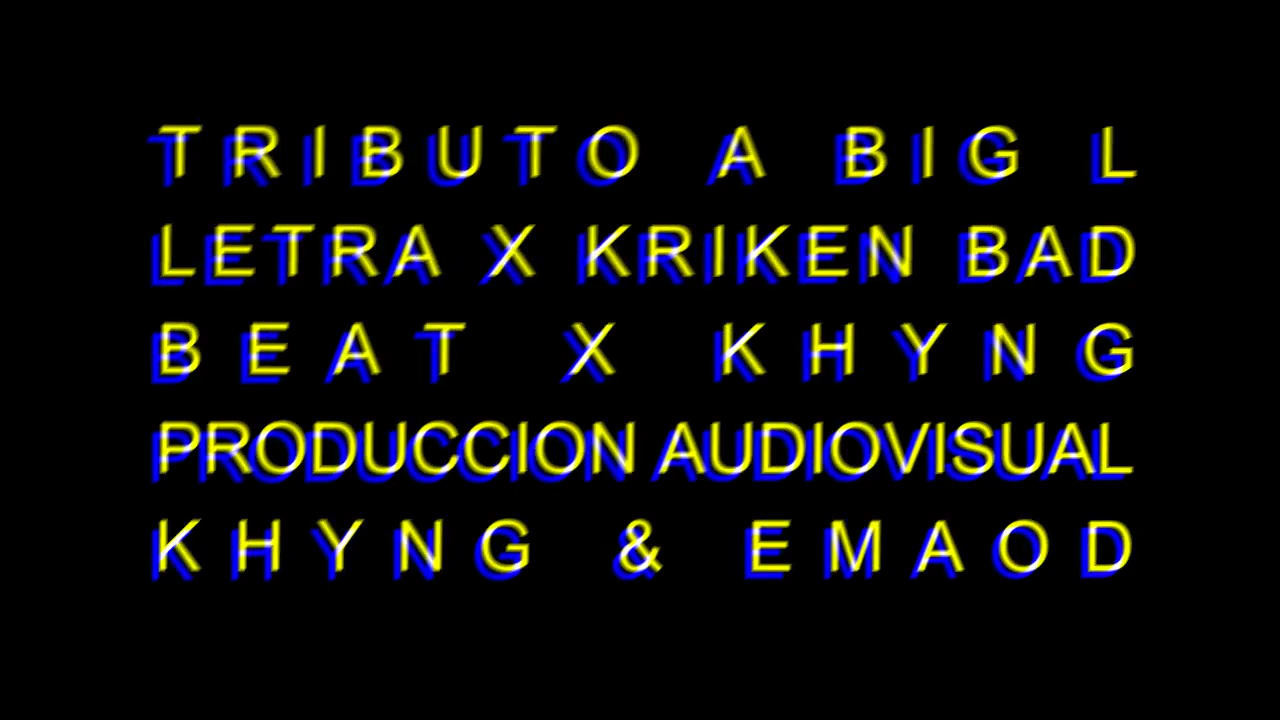 TRIBUTO A BIG L
LETRA X KRIKEN BAD
BEAT X KHYNG
PRODUCCION AUDIOVISUAL
KHYNG & EMAOD